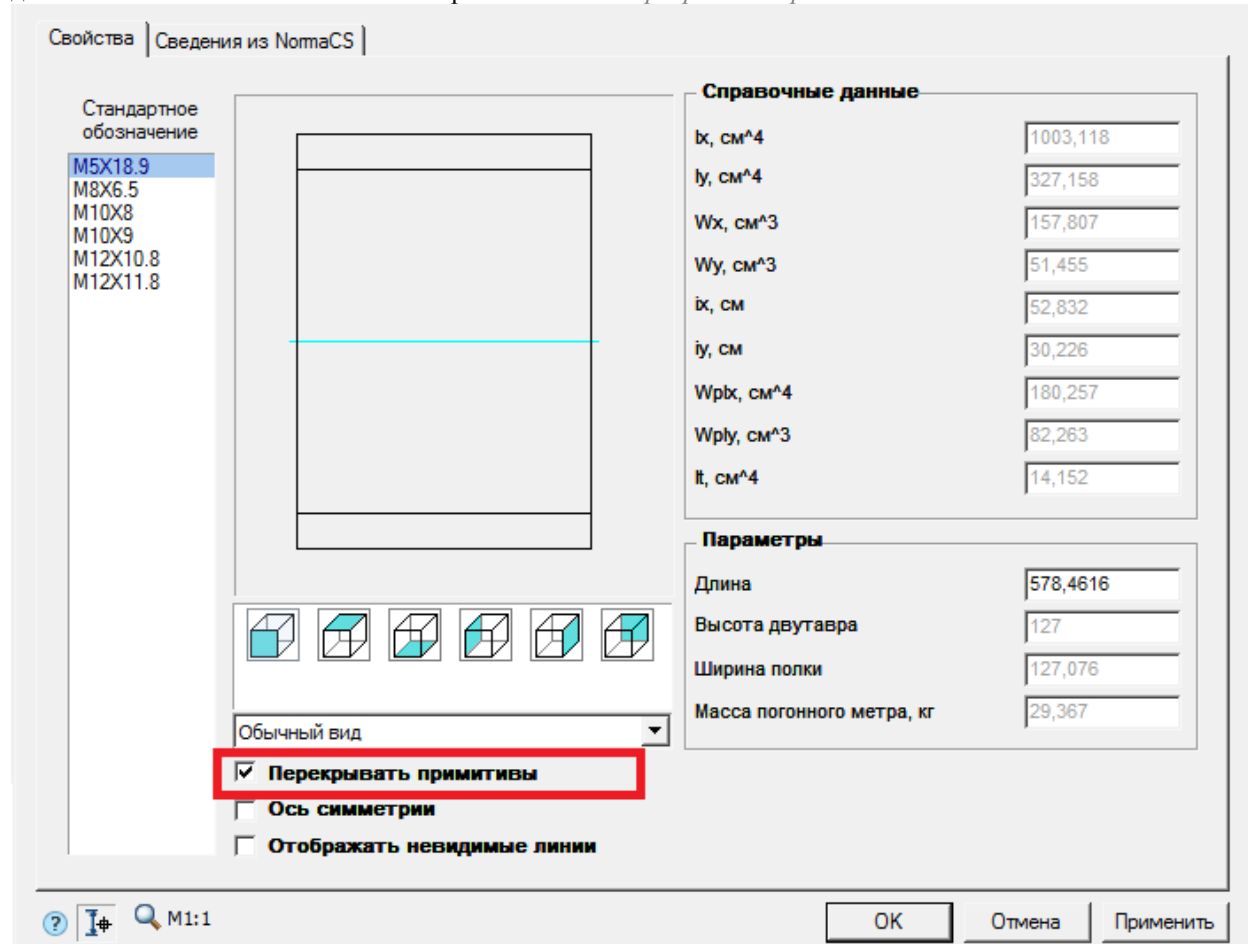 Свойства
Сведения из NormaCS
Стандартное
обозначение
M5X18.9
M8X6.5
M10X8
M10X9
M12X10.8
M12X11.8
Обычный вид
Перекрывать примитивы
Ось симметрии
Отображать невидимые линии
Справочные данные
Ix, см^4 1003,118
Iy, см^4 327,158
Wx, см^3 157,807
Wy, см^3 51,455
ix, см 52,832
iy, см 30,226
Wplx, см^4 180,257
Wply, см^3 82,263
It, см^4 14,152
Параметры
Длина 578,4616
Высота двутавра 127
Ширина полки 127,076
Масса погонного метра, кг 29,367
? M1:1
OK
Отмена
Применить